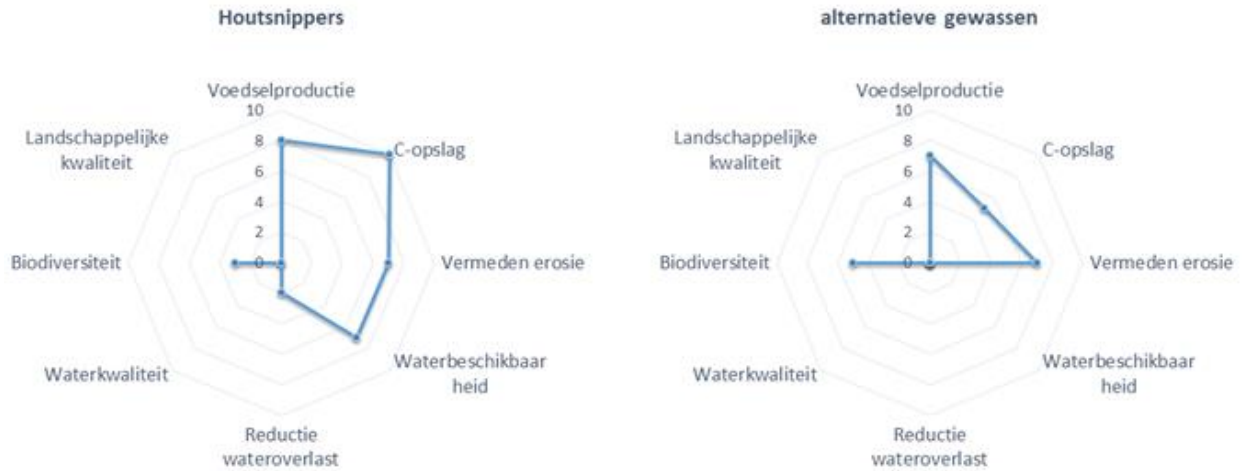 Houtsnippers
Voedselproductie
10
8
6
4
2
0
Landschappelijke
kwaliteit
C-opslag
Biodiversiteit
Vermeden erosie
Waterkwaliteit
Waterbeschikbaar
heid
Reductie
wateroverlast
alternatieve gewassen
Voedselproductie
10
8
6
4
2
0
Landschappelijke
kwaliteit
C-opslag
Biodiversiteit
Vermeden erosie
Waterkwaliteit
Waterbeschikbaar
heid
Reductie
wateroverlast